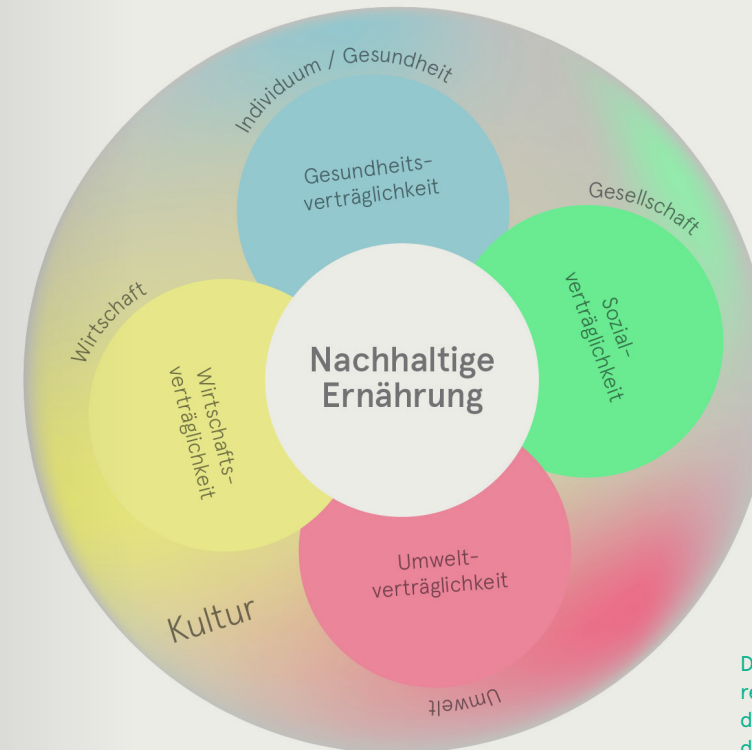 Individuum / Gesundheit
Gesundheits-
verträglichkeit
Gesellschaft
Sozial-
verträglichkeit
Wirtschaft
Wirtschafts-
verträglichkeit
Nachhaltige
Ernährung
Umwelt-
verträglichkeit
Kultur
Umwelt